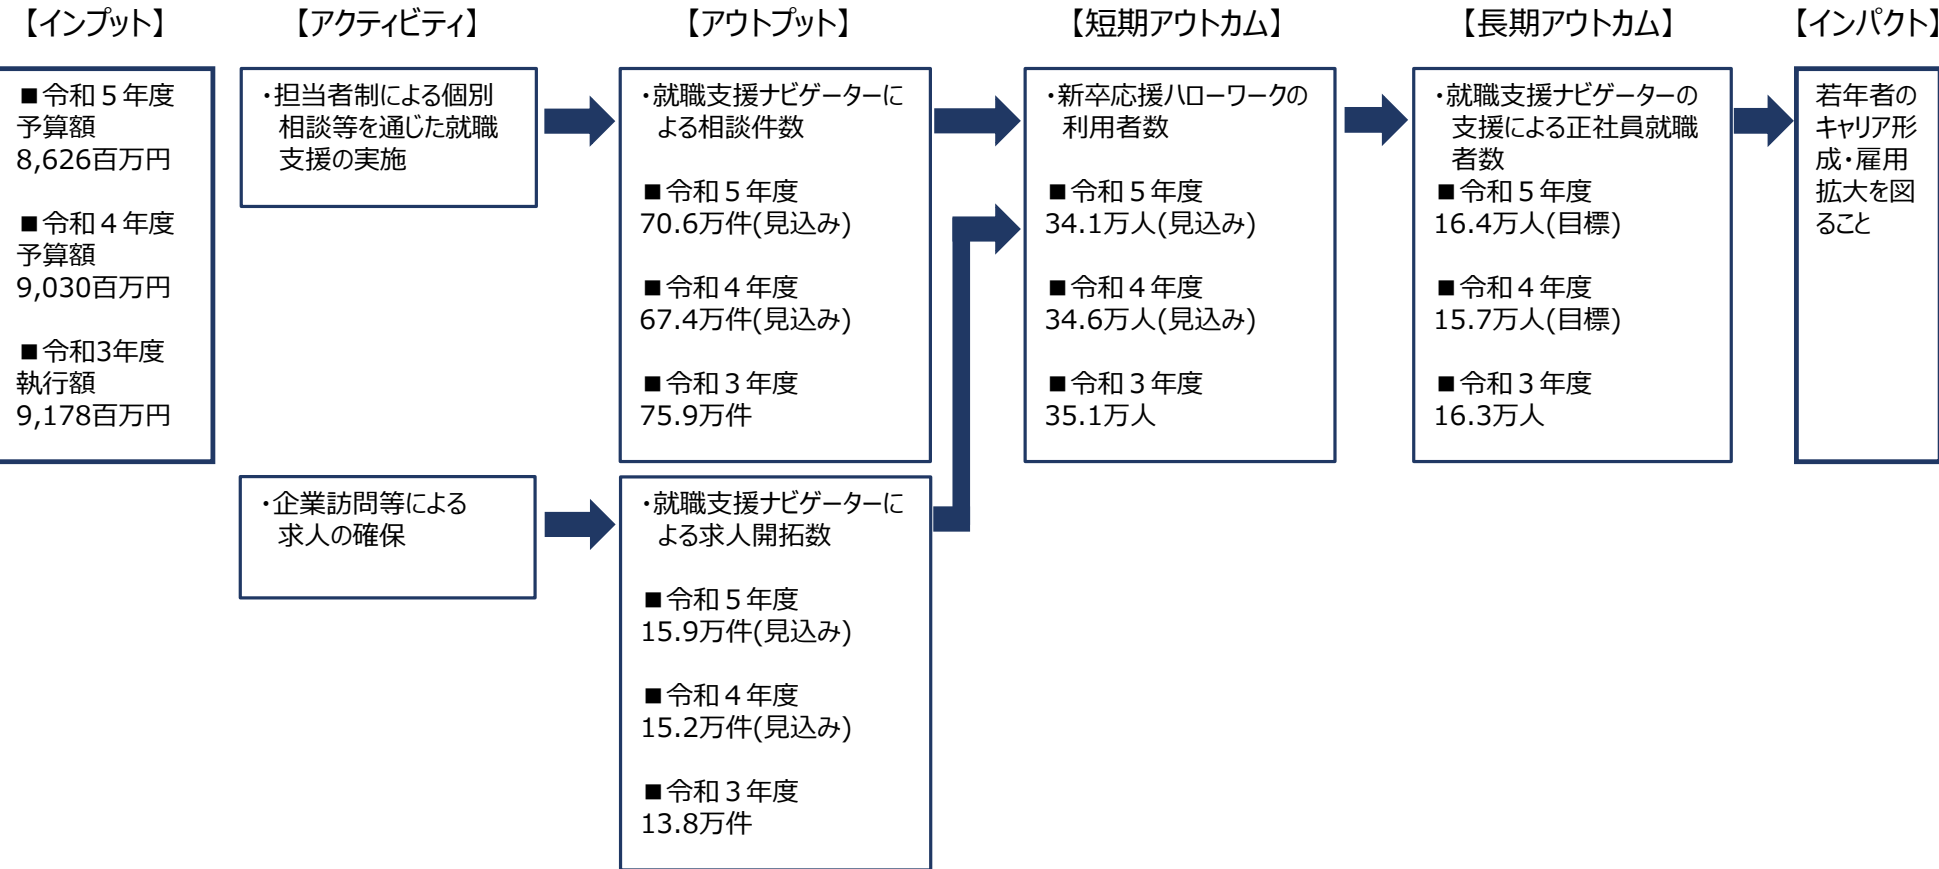 【インプット】
【アクティビティ】
【アウトプット】
【短期アウトカム】
【長期アウトカム】
【インパクト】
■令和５年度
予算額
8,626百万円
■令和４年度
予算額
9,030百万円
■令和3年度
執行額
9,178百万円
・担当者制による個別
相談等を通じた就職
支援の実施
・就職支援ナビゲーターに
よる相談件数
■令和５年度
70.6万件(見込み)
■令和４年度
67.4万件(見込み)
■令和３年度
75.9万件
・新卒応援ハローワークの
利用者数
■令和５年度
34.1万人(見込み)
■令和４年度
34.6万人(見込み)
■令和３年度
35.1万人
・就職支援ナビゲーターの
支援による正社員就職
者数
■令和５年度
16.4万人(目標)
■令和４年度
15.7万人(目標)
■令和３年度
16.3万人
若年者の
キャリア形
成・雇用
拡大を図
ること
・企業訪問等による
求人の確保
・就職支援ナビゲーターに
よる求人開拓数
■令和５年度
15.9万件(見込み)
■令和４年度
15.2万件(見込み)
■令和３年度
13.8万件